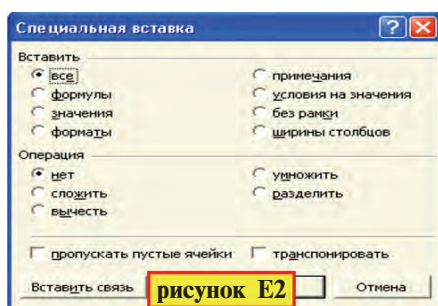 Специальная вставка
Вставить
все
примечания
формулы
условия на значения
значения
без рамки
форматы
ширины столбцов
Операция
нет
умножить
сложить
разделить
вычесть
пропускать пустые ячейки
транспонировать
Вставить связь
рисунок E2
Отмена